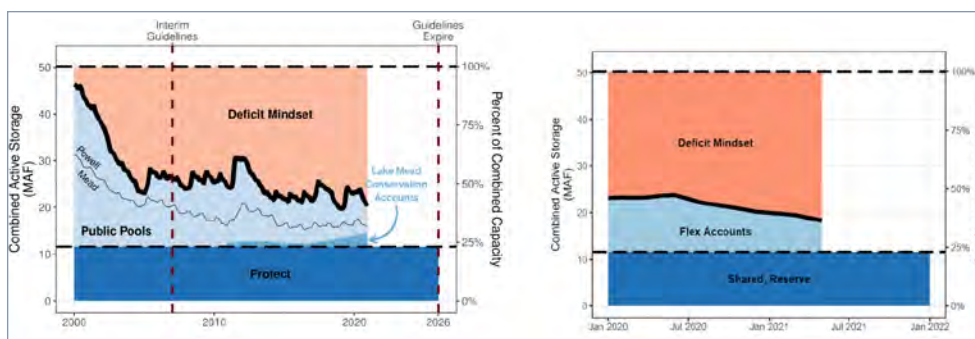 Interim
Guidelines
Guidelines
Expire
50
40
30
20
10
0
Combined Active Storage
(MAF)
Deficit Mindset
Powell
Mead
Lake Mead
Conservation
Accounts
Public Pools
Protect
100%
75%
50%
25%
0%
Percent of Combined Capacity
2000
2010
2020
2026
50
40
30
20
10
0
Combined Active Storage
(MAF)
Deficit Mindset
Flex Accounts
Shared, Reserve
100%
75%
50%
25%
0%
Jan 2020
Jul 2020
Jan 2021
Jul 2021
Jan 2022